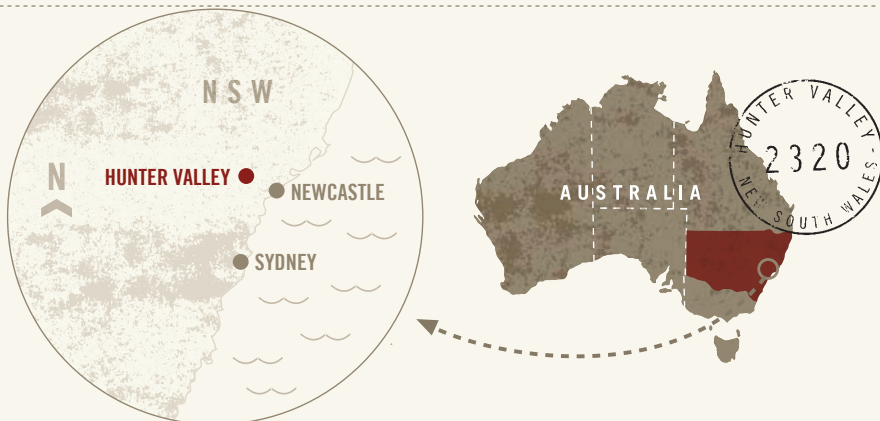 NSW
N
HUNTER VALLEY
NEWCASTLE
SYDNEY
AUSTRALIA
HUNTER VALLEY -
2320
NEW SOUTH WALES